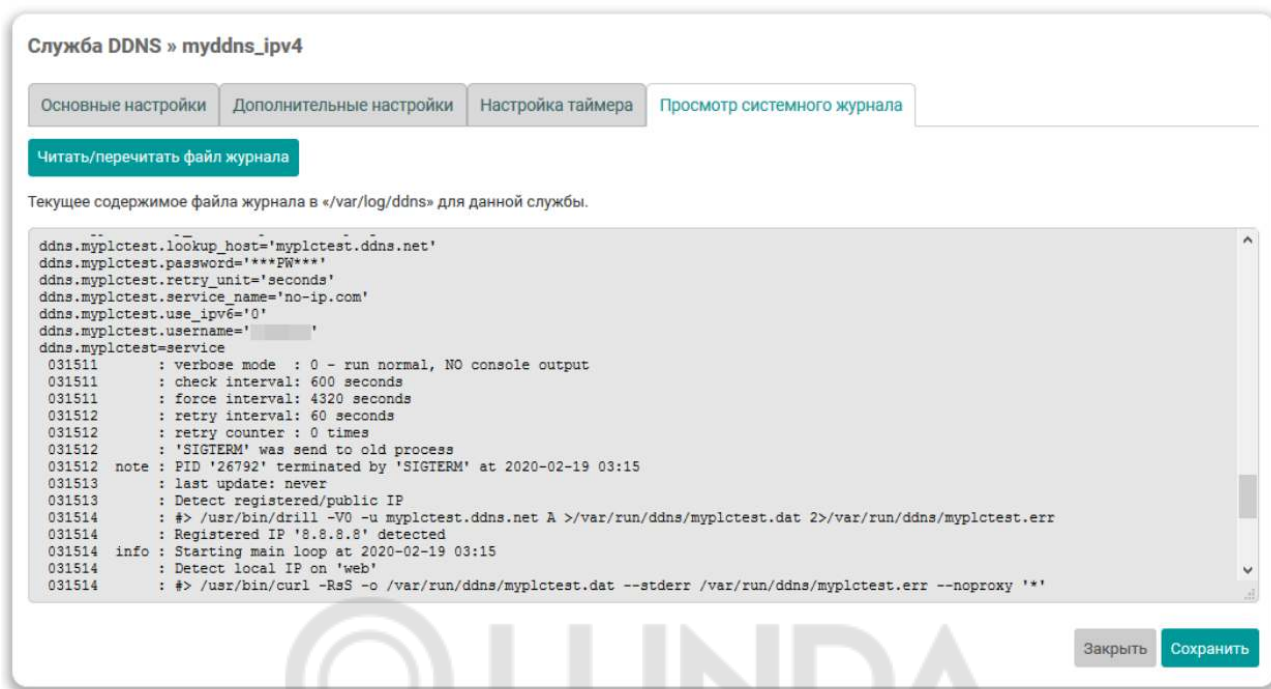 Служба DDNS » myddns_ipv4
Основные настройки Дополнительные настройки Настройка таймера Просмотр системного журнала
Читать/перечитать файл журнала
Текущее содержимое файла журнала в «/var/log/ddns» для данной службы.
ddns.myplctest.lookup_host='myplctest.ddns.net'
ddns.myplctest.password='***PW***'
ddns.myplctest.retry_unit='seconds'
ddns.myplctest.service_name='no-ip.com'
ddns.myplctest.use_ipv6='0'
ddns.myplctest.username=' '
ddns.myplctest=service
031511 : verbose mode : 0 - run normal, NO console output
031511 : check interval: 600 seconds
031511 : force interval: 4320 seconds
031512 : retry interval: 60 seconds
031512 : retry counter : 0 times
031512 : 'SIGTERM' was send to old process
031512 note : PID '26792' terminated by 'SIGTERM' at 2020-02-19 03:15
031513 : last update: never
031513 : Detect registered/public IP
031514 : #> /usr/bin/drill -V0 -u myplctest.ddns.net A >/var/run/ddns/myplctest.dat 2>/var/run/ddns/myplctest.err
031514 : Registered IP '8.8.8.8' detected
031514 info : Starting main loop at 2020-02-19 03:15
031514 : Detect local IP on 'web'
031514 : #> /usr/bin/curl -RsS -o /var/run/ddns/myplctest.dat --stderr /var/run/ddns/myplctest.err --noproxy '*'
LUNDA
Закрыть Сохранить